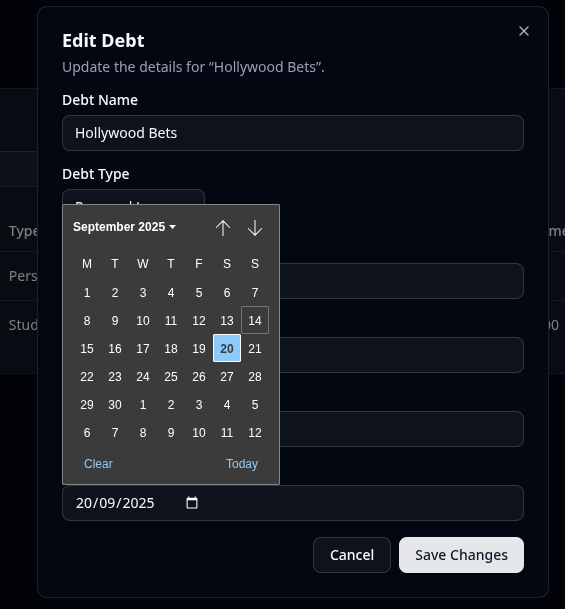 Edit Debt
Update the details for “Hollywood Bets”.
Debt Name
Hollywood Bets
Debt Type
September 2025
M T W T F S S
1 2 3 4 5 6 7
8 9 10 11 12 13 14
15 16 17 18 19 20 21
22 23 24 25 26 27 28
29 30 1 2 3 4 5
6 7 8 9 10 11 12
Clear Today
20/09/2025
Cancel Save Changes
Type
Pers
Stud